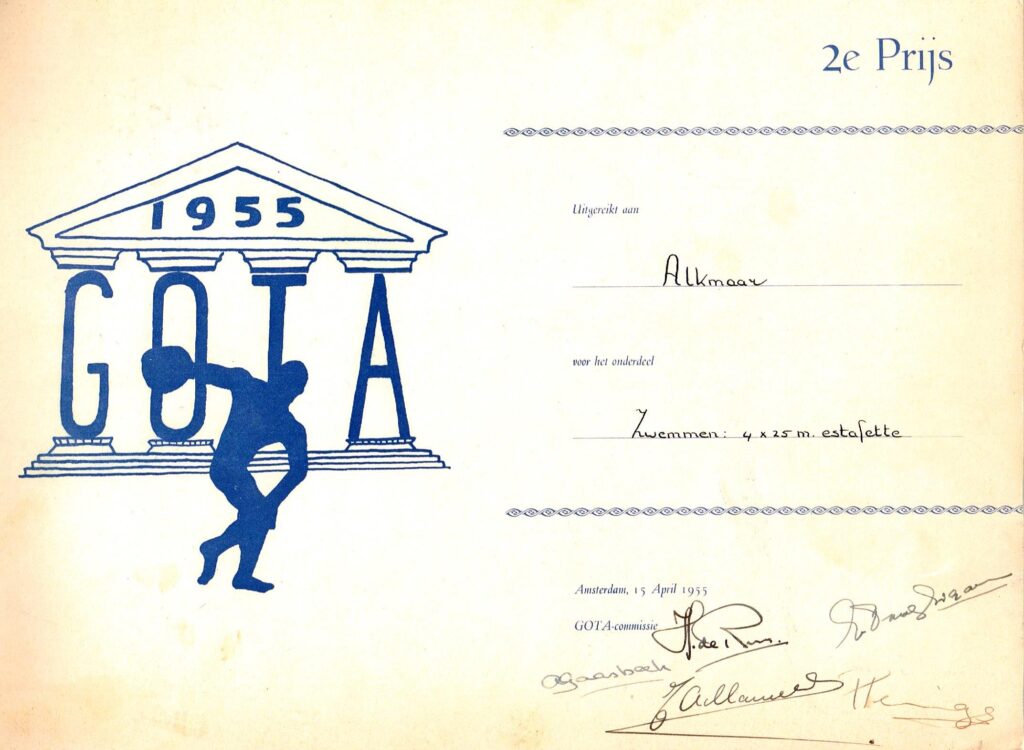 2e Prijs
1955
GOTA
Uitgereikt aan
Alkmaar
voor het onderdeel
Zwemmen: 4 x 25 m. estafette
Amsterdam, 15 April 1955
GOTA-commissie
Gaasbeek